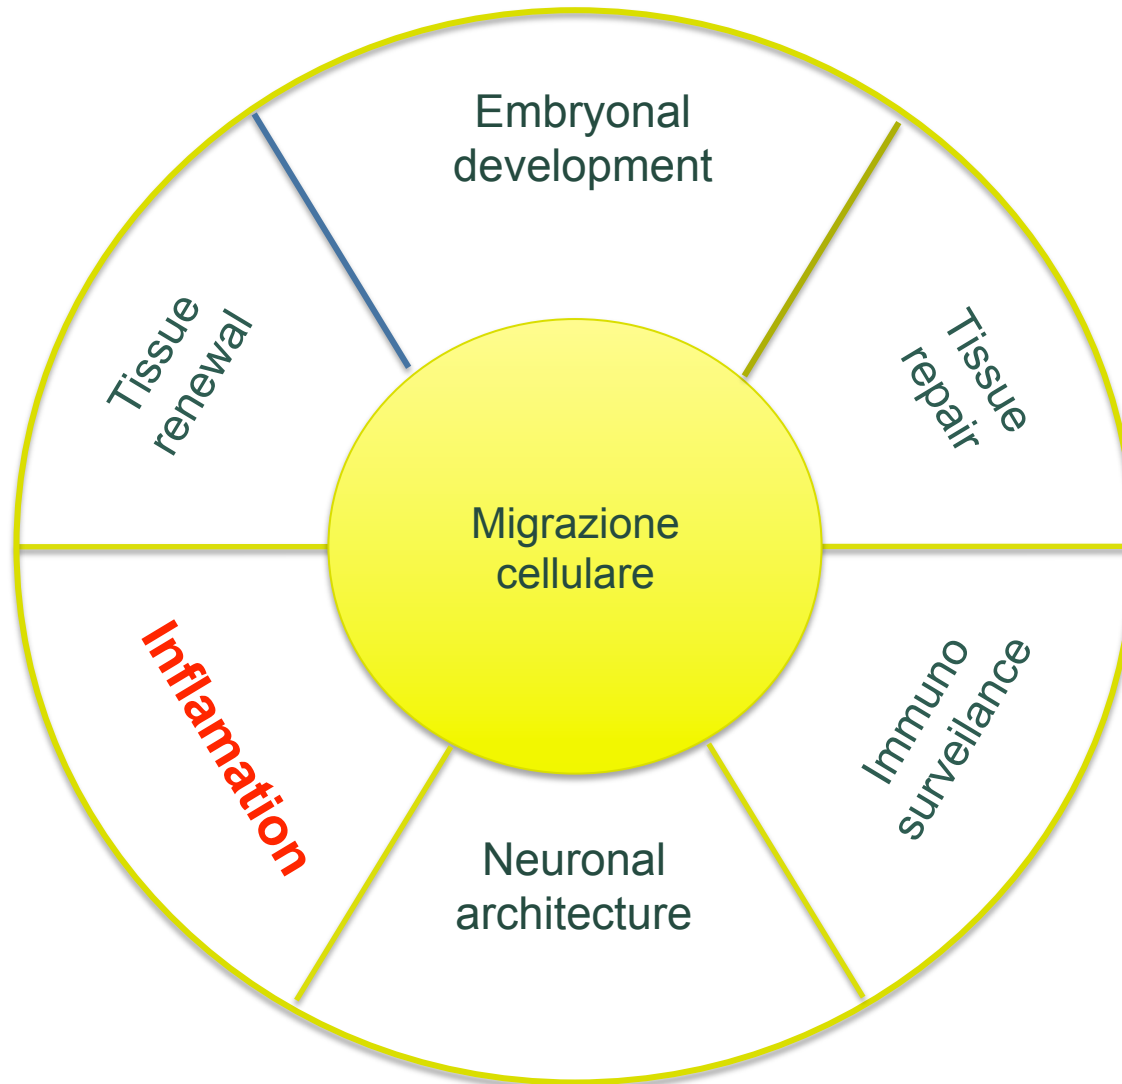 Embryonal
development
Tissue
renewal
Tissue
repair
Migrazione
cellulare
Inflamation
Immuno
surveilance
Neuronal
architecture